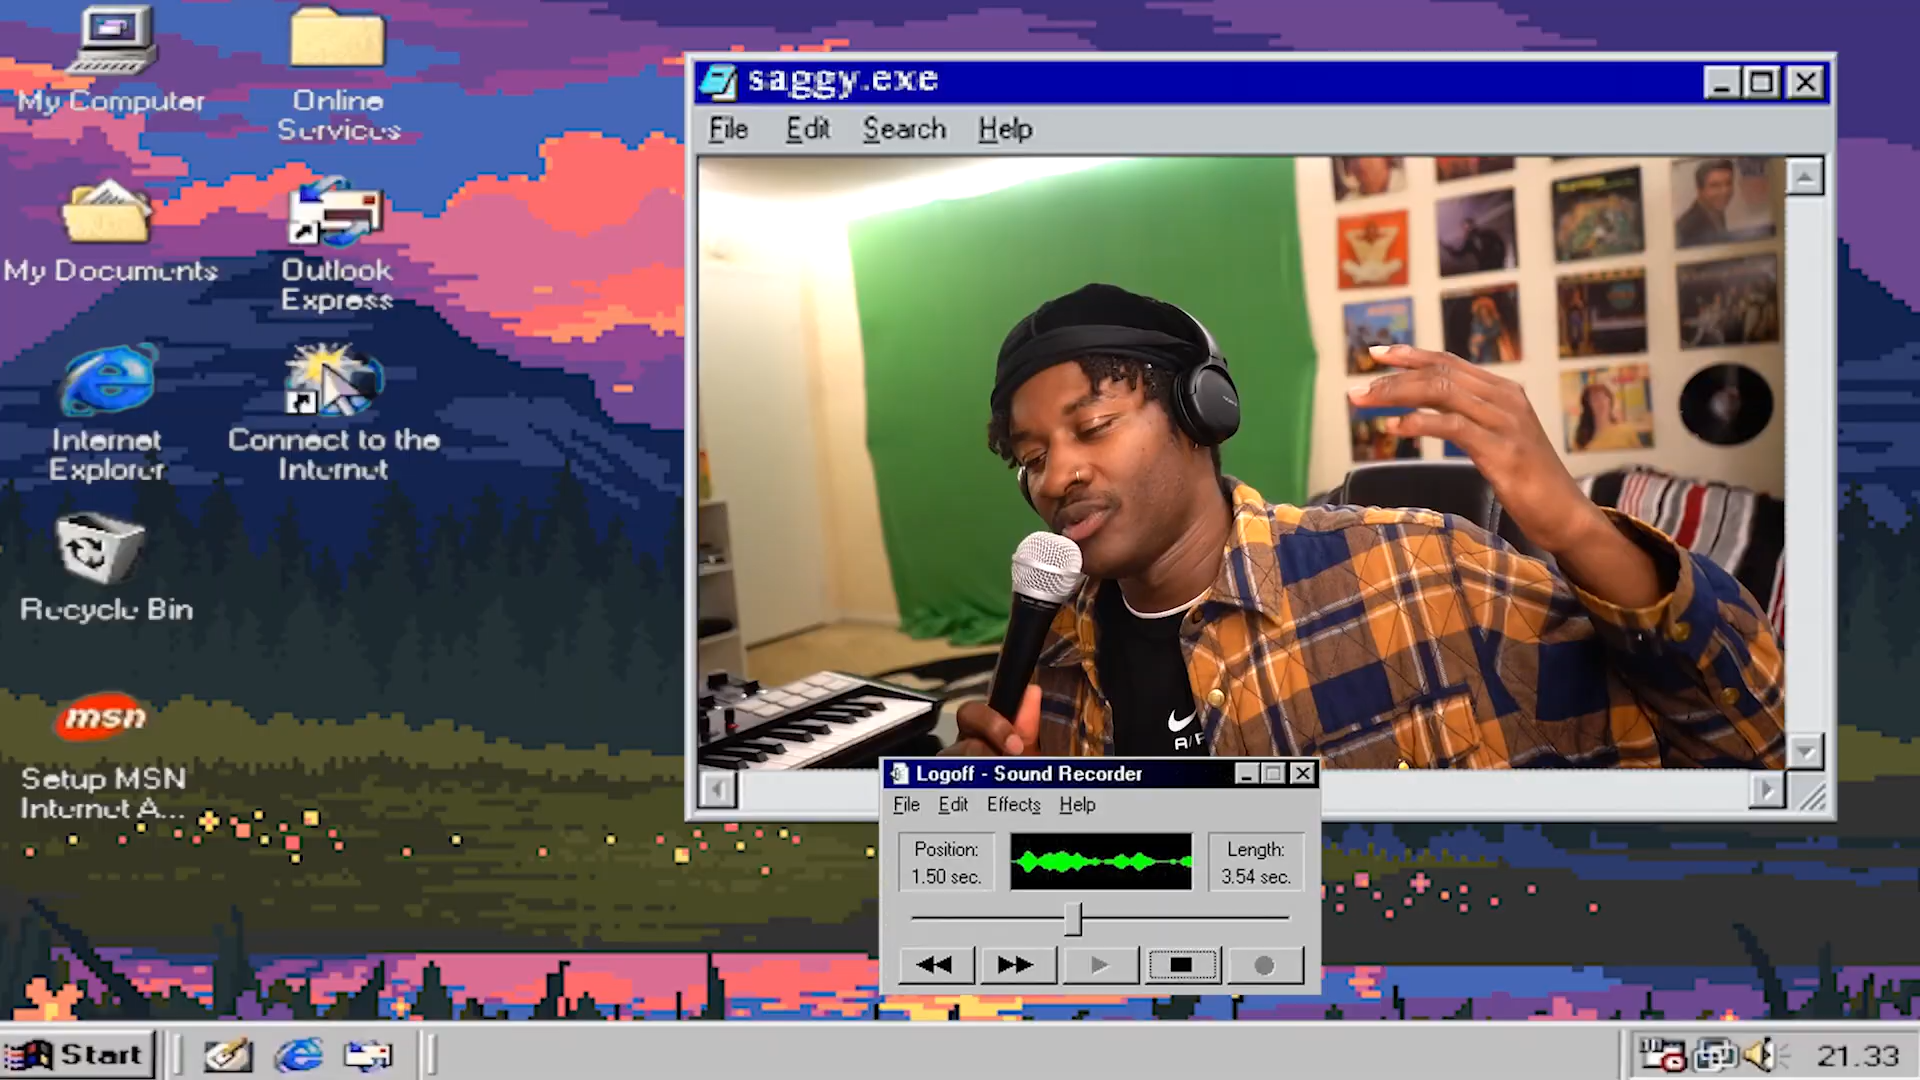 My Computer
Online
Services
My Documents
Outlook
Express
Internet
Explorer
Connect to the
Internet
Recycle Bin
msn
Setup MSN
Internet A...
saggy.exe
File Edit Search Help
Logoff - Sound Recorder
File Edit Effects Help
Position:
1.50 sec.
Length:
3.54 sec.
Start
21.33